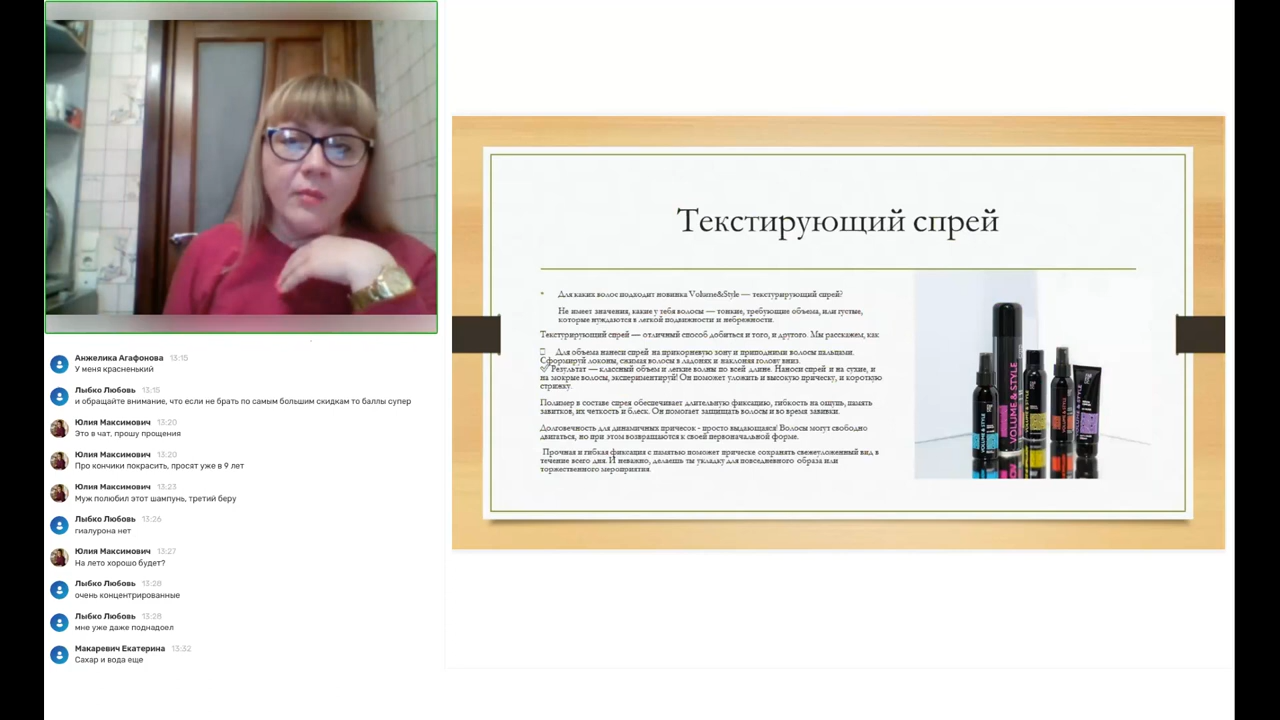 Анжелика Агафонова 13:15
У меня красненький
Лыбко Любовь 13:15
и обращайте внимание, что если не брать по самым большим скидкам то баллы супер
Юлия Максимович 13:20
Это в чат, прошу прощения
Юлия Максимович 13:20
Про кончики покрасить, просят уже в 9 лет
Юлия Максимович 13:23
Муж полюбил этот шампунь, третий беру
Лыбко Любовь 13:26
гиалурона нет
Юлия Максимович 13:27
На лето хорошо будет?
Лыбко Любовь 13:28
очень концентрированные
Лыбко Любовь 13:28
мне уже даже поднадоел
Макаревич Екатерина 13:32
Сахар и вода еще
Текстирующий спрей
Для каких волос подходит новинка Volume&Style — текстурирующий спрей?
Не имеет значения, какие у тебя волосы — тонкие, требующие объема, или густые,
которые нуждаются в легкой подвижности и небрежности.
Текстурирующий спрей — отличный способ добиться и того, и другого. Мы расскажем, как
Для объема нанеси спрей на прикорневую зону и приподними волосы пальцами.
Сформируй локоны, сжимая волосы в ладонях и наклоняя голову вниз.
✅ Результат — классный объем и легкие волны по всей длине. Наноси спрей и на сухие, и
на мокрые волосы, экспериментируй! Он поможет уложить и высокую прическу, и короткую
стрижку.
Полимер в составе спрея обеспечивает длительную фиксацию, гибкость на ощупь, память
завитков, их четкость и блеск. Он помогает защищать волосы и во время завивки.
Долговечность для динамичных причесок - просто выдающаяся! Волосы могут свободно
двигаться, но при этом возвращаются к своей первоначальной форме.
Прочная и гибкая фиксация с памятью поможет прическе сохранять свежеуложенный вид в
течение всего дня. И неважно, делаешь ты укладку для повседневного образа или
торжественного мероприятия.
VOLUME & STYLE